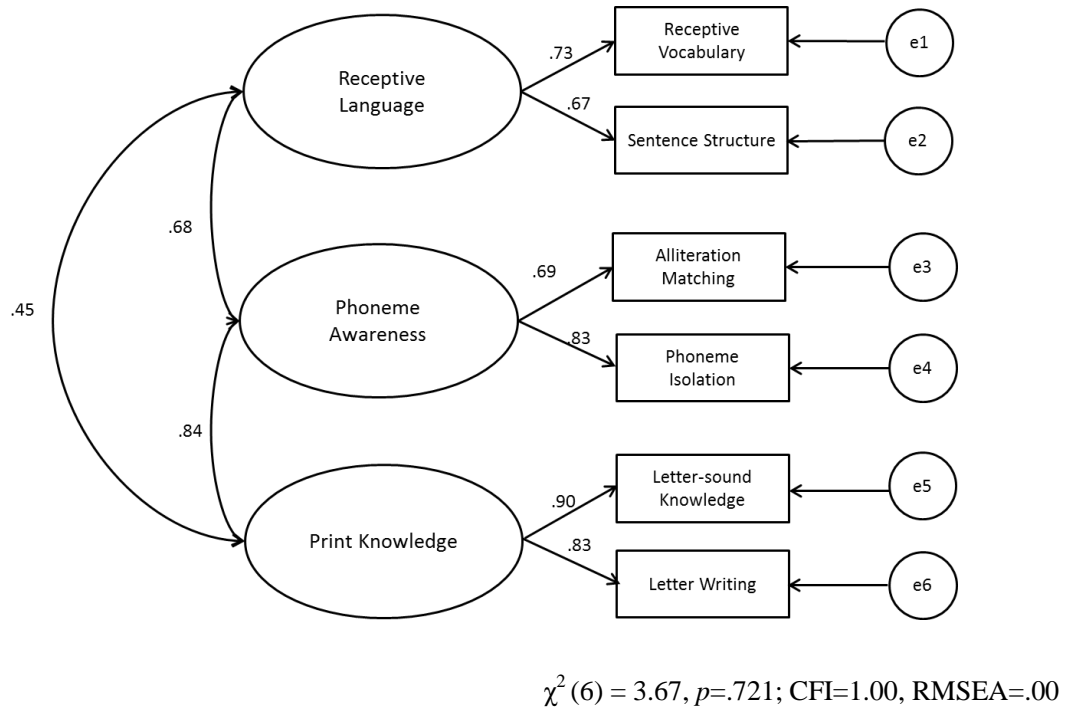 Receptive
Language
.73
Receptive
Vocabulary
e1
.67
Sentence Structure
e2
.68
.45
Phoneme
Awareness
.69
Alliteration
Matching
e3
.83
Phoneme
Isolation
e4
.84
Print Knowledge
.90
Letter-sound
Knowledge
e5
.83
Letter Writing
e6
χ² (6) = 3.67, p=.721; CFI=1.00, RMSEA=.00